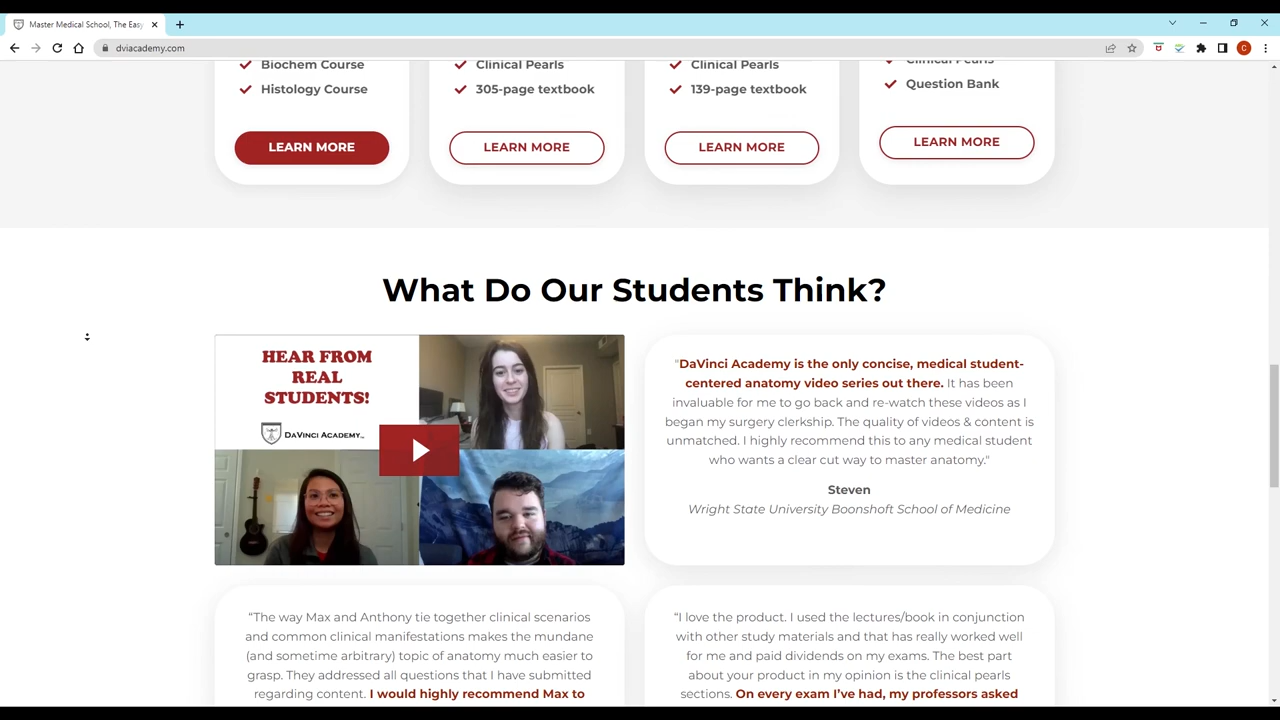 Master Medical School, The Easy
dviacademy.com
Biochem Course
Histology Course
LEARN MORE
Clinical Pearls
305-page textbook
LEARN MORE
Clinical Pearls
139-page textbook
LEARN MORE
Clinical Pearls
Question Bank
LEARN MORE
What Do Our Students Think?
HEAR FROM
REAL
STUDENTS!
DAVINCI ACADEMY
"DaVinci Academy is the only concise, medical student-
centered anatomy video series out there. It has been
invaluable for me to go back and re-watch these videos as I
began my surgery clerkship. The quality of videos & content is
unmatched. I highly recommend this to any medical student
who wants a clear cut way to master anatomy."
Steven
Wright State University Boonshoft School of Medicine
“The way Max and Anthony tie together clinical scenarios
and common clinical manifestations makes the mundane
(and sometime arbitrary) topic of anatomy much easier to
grasp. They addressed all questions that I have submitted
regarding content. I would highly recommend Max to
“I love the product. I used the lectures/book in conjunction
with other study materials and that has really worked well
for me and paid dividends on my exams. The best part
about your product in my opinion is the clinical pearls
sections. On every exam I’ve had, my professors asked